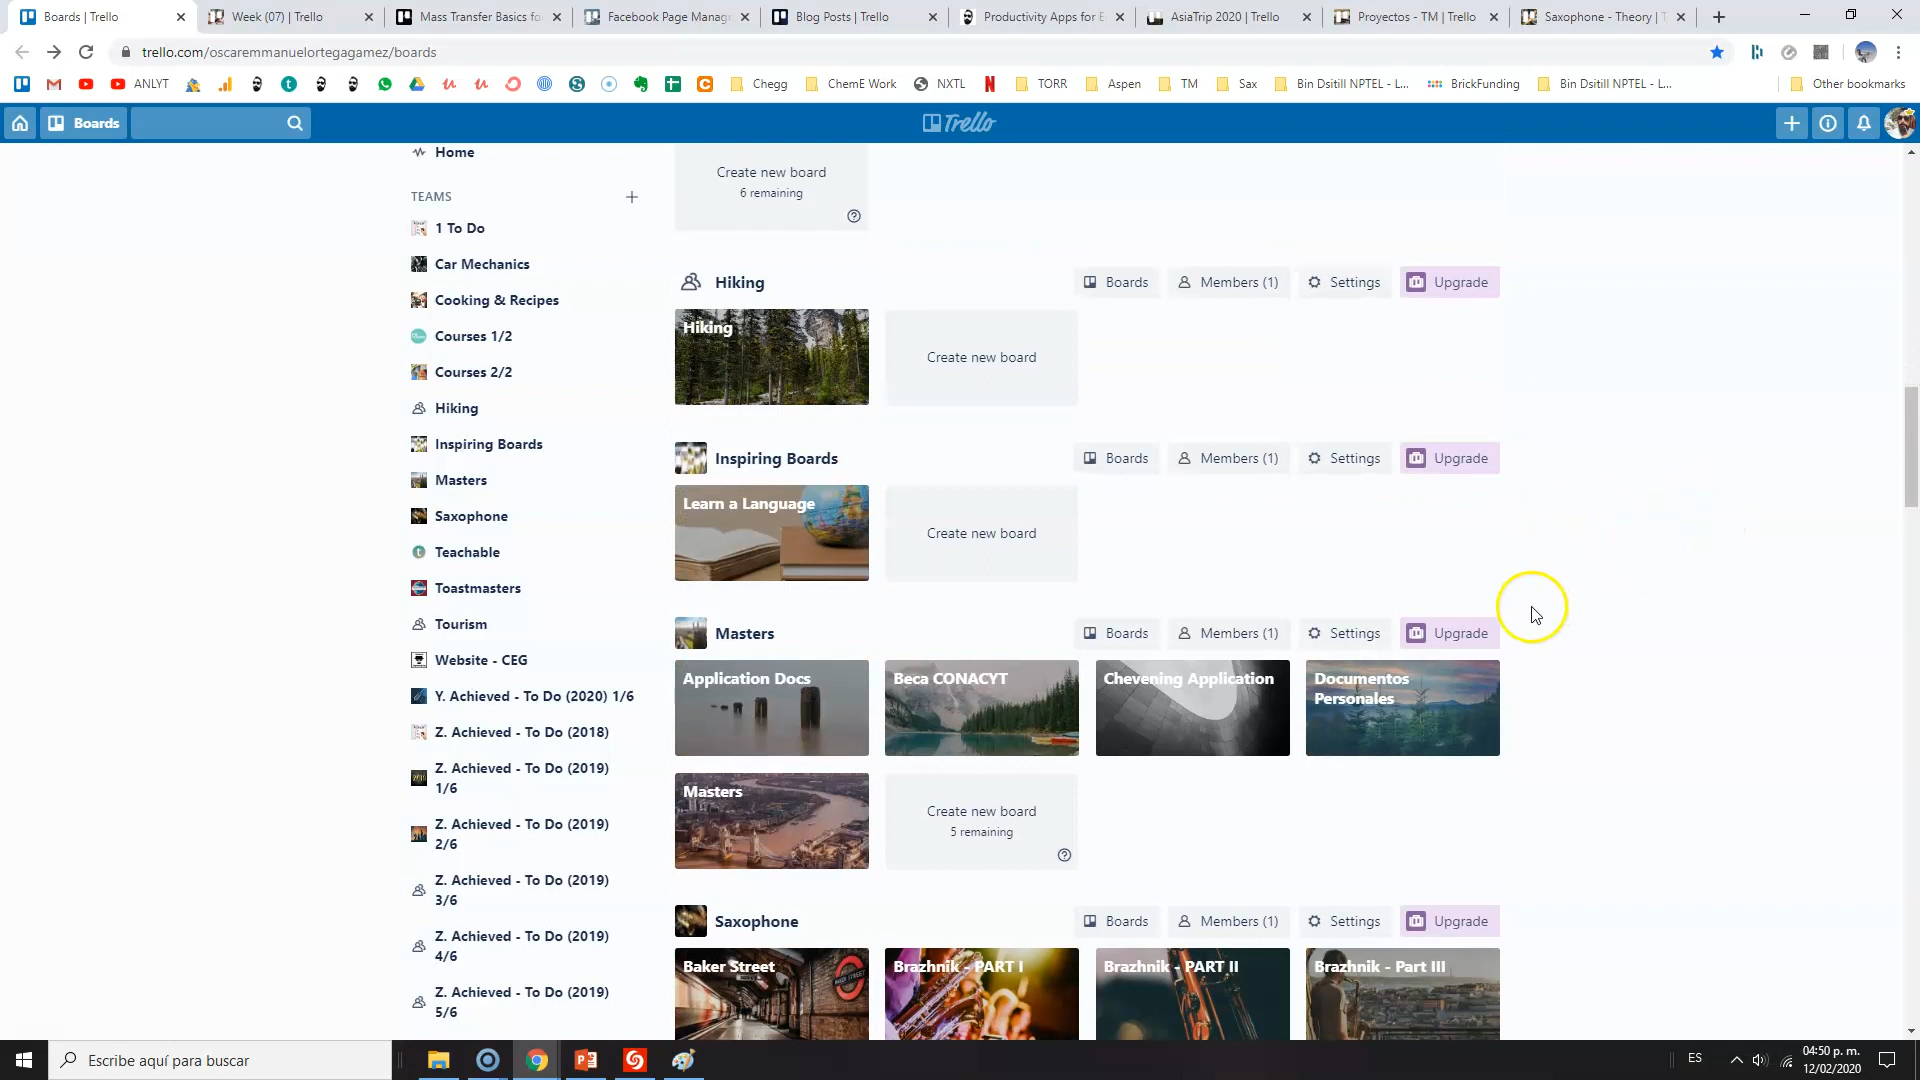 Boards | Trello
Week (07) | Trello
Mass Transfer Basics fo
Facebook Page Manag
Blog Posts | Trello
Productivity Apps for E
AsiaTrip 2020 | Trello
Proyectos - TM | Trello
Saxophone - Theory | T
trello.com/oscaremmanuelortegagamez/boards
ANLYT
Chegg
ChemE Work
NXTL
TORR
Aspen
TM
Sax
Bin Dsitill NPTEL - L...
BrickFunding
Bin Dsitill NPTEL - L...
Other bookmarks
Boards
Trello
Home
TEAMS
1 To Do
Car Mechanics
Cooking & Recipes
Courses 1/2
Courses 2/2
Hiking
Inspiring Boards
Masters
Saxophone
Teachable
Toastmasters
Tourism
Website - CEG
Y. Achieved - To Do (2020) 1/6
Z. Achieved - To Do (2018)
Z. Achieved - To Do (2019)
1/6
Z. Achieved - To Do (2019)
2/6
Z. Achieved - To Do (2019)
3/6
Z. Achieved - To Do (2019)
4/6
Z. Achieved - To Do (2019)
5/6
Create new board
6 remaining
Hiking
Boards
Members (1)
Settings
Upgrade
Hiking
Create new board
Inspiring Boards
Boards
Members (1)
Settings
Upgrade
Learn a Language
Create new board
Masters
Boards
Members (1)
Settings
Upgrade
Application Docs
Beca CONACYT
Chevening Application
Documentos
Personales
Masters
Create new board
5 remaining
Saxophone
Boards
Members (1)
Settings
Upgrade
Baker Street
Brazhnik - PART I
Brazhnik - PART II
Brazhnik - Part III
Escribe aquí para buscar
ES
04:50 p. m.
12/02/2020